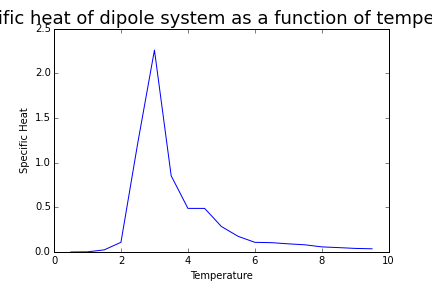 ific heat of dipole system as a function of tempe
2.5
2.0
1.5
1.0
0.5
0.0
Specific Heat
0 2 4 6 8 10
Temperature